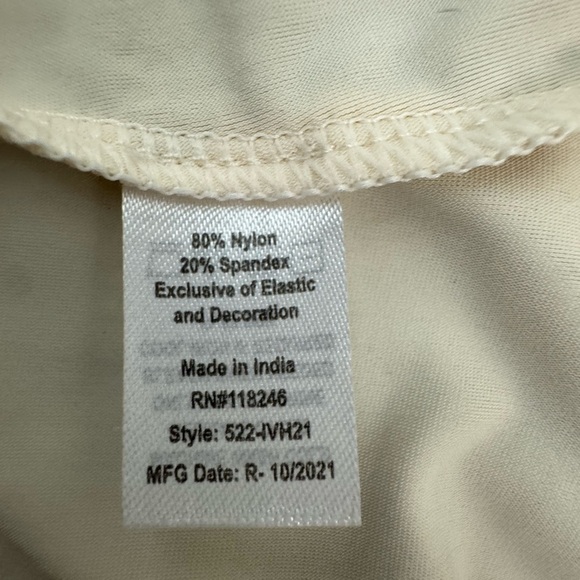 80% Nylon
20% Spandex
Exclusive of Elastic
and Decoration
Made in India
RN#118246
Style: 522-IVH21
MFG Date: R- 10/2021